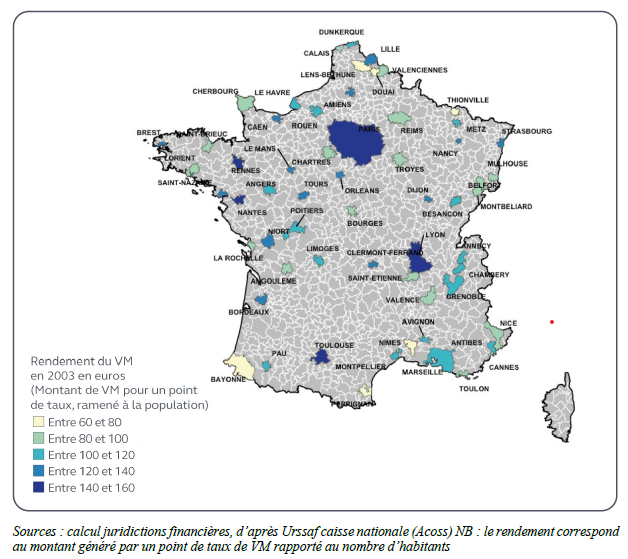 DUNKERQUE
CALAIS
LILLE
LENS-BETHUNE
VALENCIENNES
DOUAI
CHERBOURG
LE HAVRE
AMIENS
THIONVILLE
CAEN
ROUEN
PARIS
REIMS
METZ
STRASBOURG
BREST
SAINT-BRIEUC
LE MANS
CHARTRES
NANCY
LORIENT
RENNES
TROYES
MULHOUSE
SAINT-NAZAIRE
ANGERS
TOURS
ORLEANS
DIJON
BELFORT
NANTES
POITIERS
BOURGES
BESANCON
MONTBELIARD
NIORT
LYON
LA ROCHELLE
LIMOGES
CLERMONT-FERRAND
ANNECY
ANGOULEME
SAINT-ETIENNE
CHAMBERY
VALENCE
GRENOBLE
BORDEAUX
AVIGNON
NICE
PAU
TOULOUSE
NIMES
ANTIBES
BAYONNE
MONTPELLIER
MARSEILLE
CANNES
PERPIGNAN
TOULON
Rendement du VM
en 2003 en euros
(Montant de VM pour un point
de taux, ramené à la population)
Entre 60 et 80
Entre 80 et 100
Entre 100 et 120
Entre 120 et 140
Entre 140 et 160
Sources : calcul juridictions financières, d'après Urssaf caisse nationale (Acoss) NB : le rendement correspond
au montant généré par un point de taux de VM rapporté au nombre d'habitants